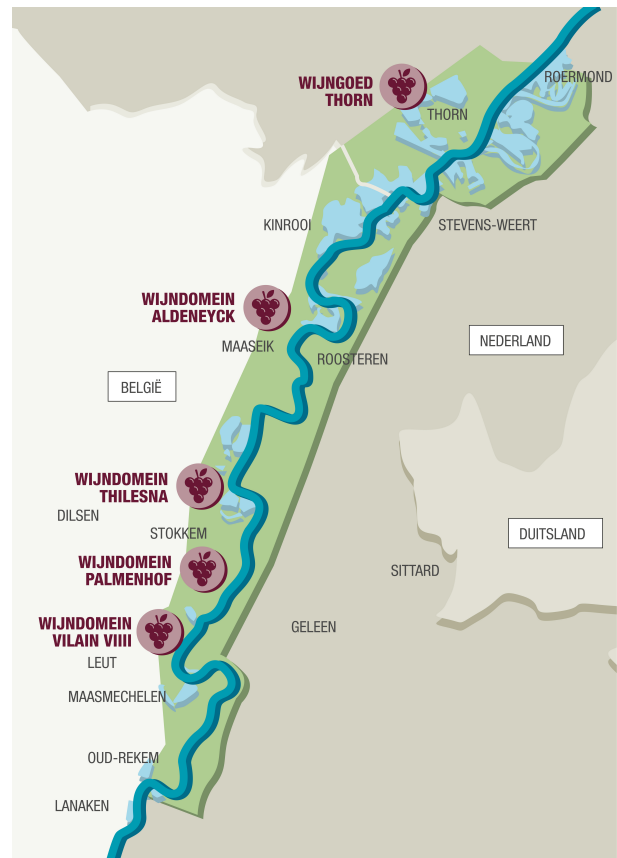 ROERMOND
WIJNGOED
THORN
THORN
KINROOI
STEVENS-WEERT
WIJNDOMEIN
ALDENEYCK
MAASEIK
NEDERLAND
ROOSTEREN
BELGIË
WIJNDOMEIN
THILESNA
DILSEN
STOKKEM
DUITSLAND
WIJNDOMEIN
PALMENHOF
SITTARD
WIJNDOMEIN
VILAIN VIIII
GELEEN
LEUT
MAASMECHELEN
OUD-REKEM
LANAKEN